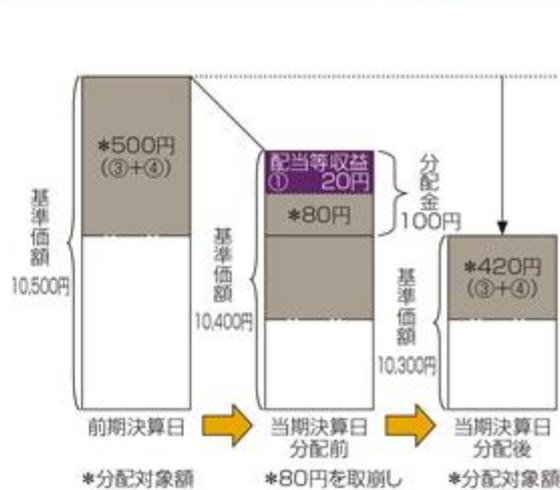 *500円
(③+④)
基準価額
10,500円
前期決算日
*分配対象額
配当等収益
① 20円
*80円
分配金
100円
基準価額
10,400円
当期決算日
分配前
*80円を取崩し
*420円
(③+④)
基準価額
10,300円
当期決算日
分配後
*分配対象額